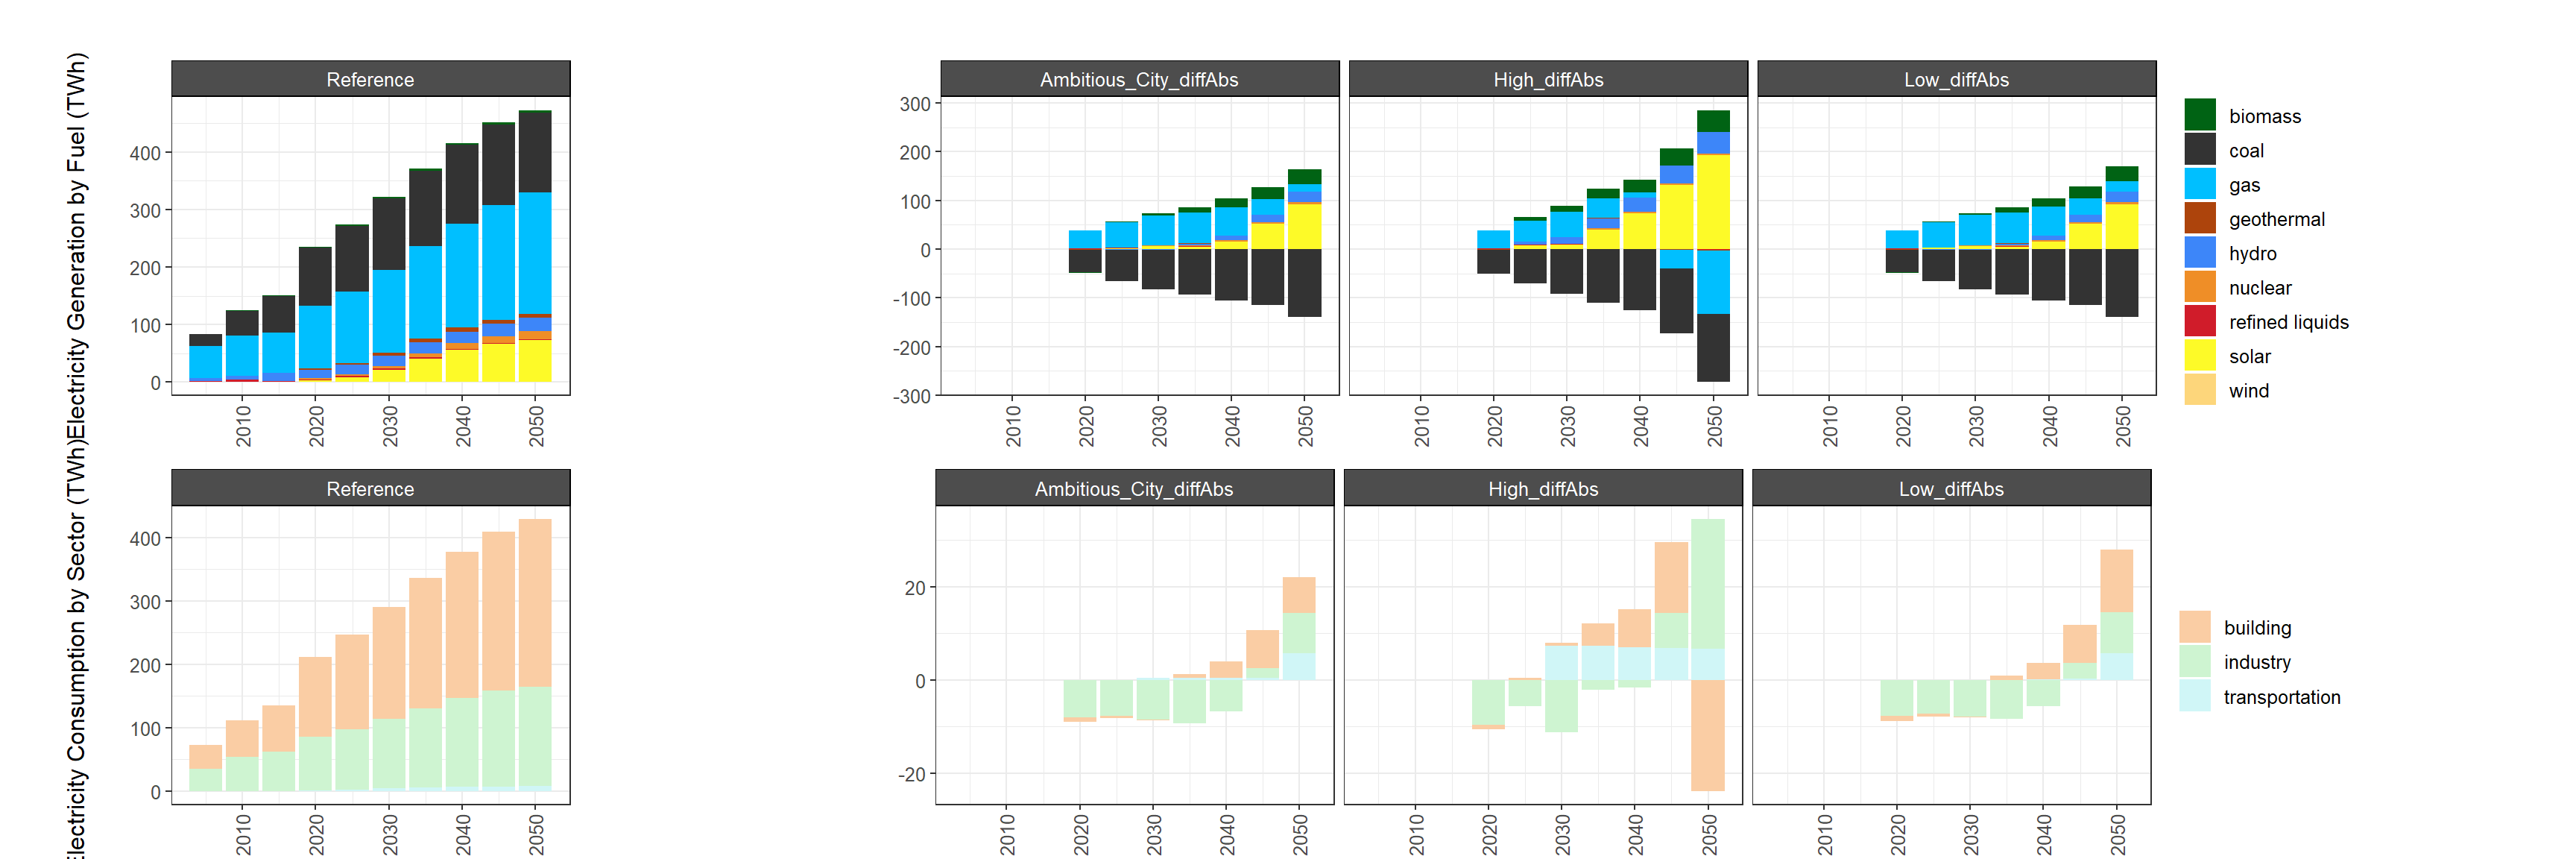 Electricity Generation by Fuel (TWh)
Reference
400
300
200
100
0
2010
2020
2030
2040
2050
Ambitious_City_diffAbs
High_diffAbs
Low_diffAbs
300
200
100
0
-100
-200
-300
2010
2020
2030
2040
2050
2010
2020
2030
2040
2050
2010
2020
2030
2040
2050
biomass
coal
gas
geothermal
hydro
nuclear
refined liquids
solar
wind
Electricity Consumption by Sector (TWh)
Reference
400
300
200
100
0
2010
2020
2030
2040
2050
Ambitious_City_diffAbs
High_diffAbs
Low_diffAbs
20
0
-20
2010
2020
2030
2040
2050
2010
2020
2030
2040
2050
2010
2020
2030
2040
2050
building
industry
transportation